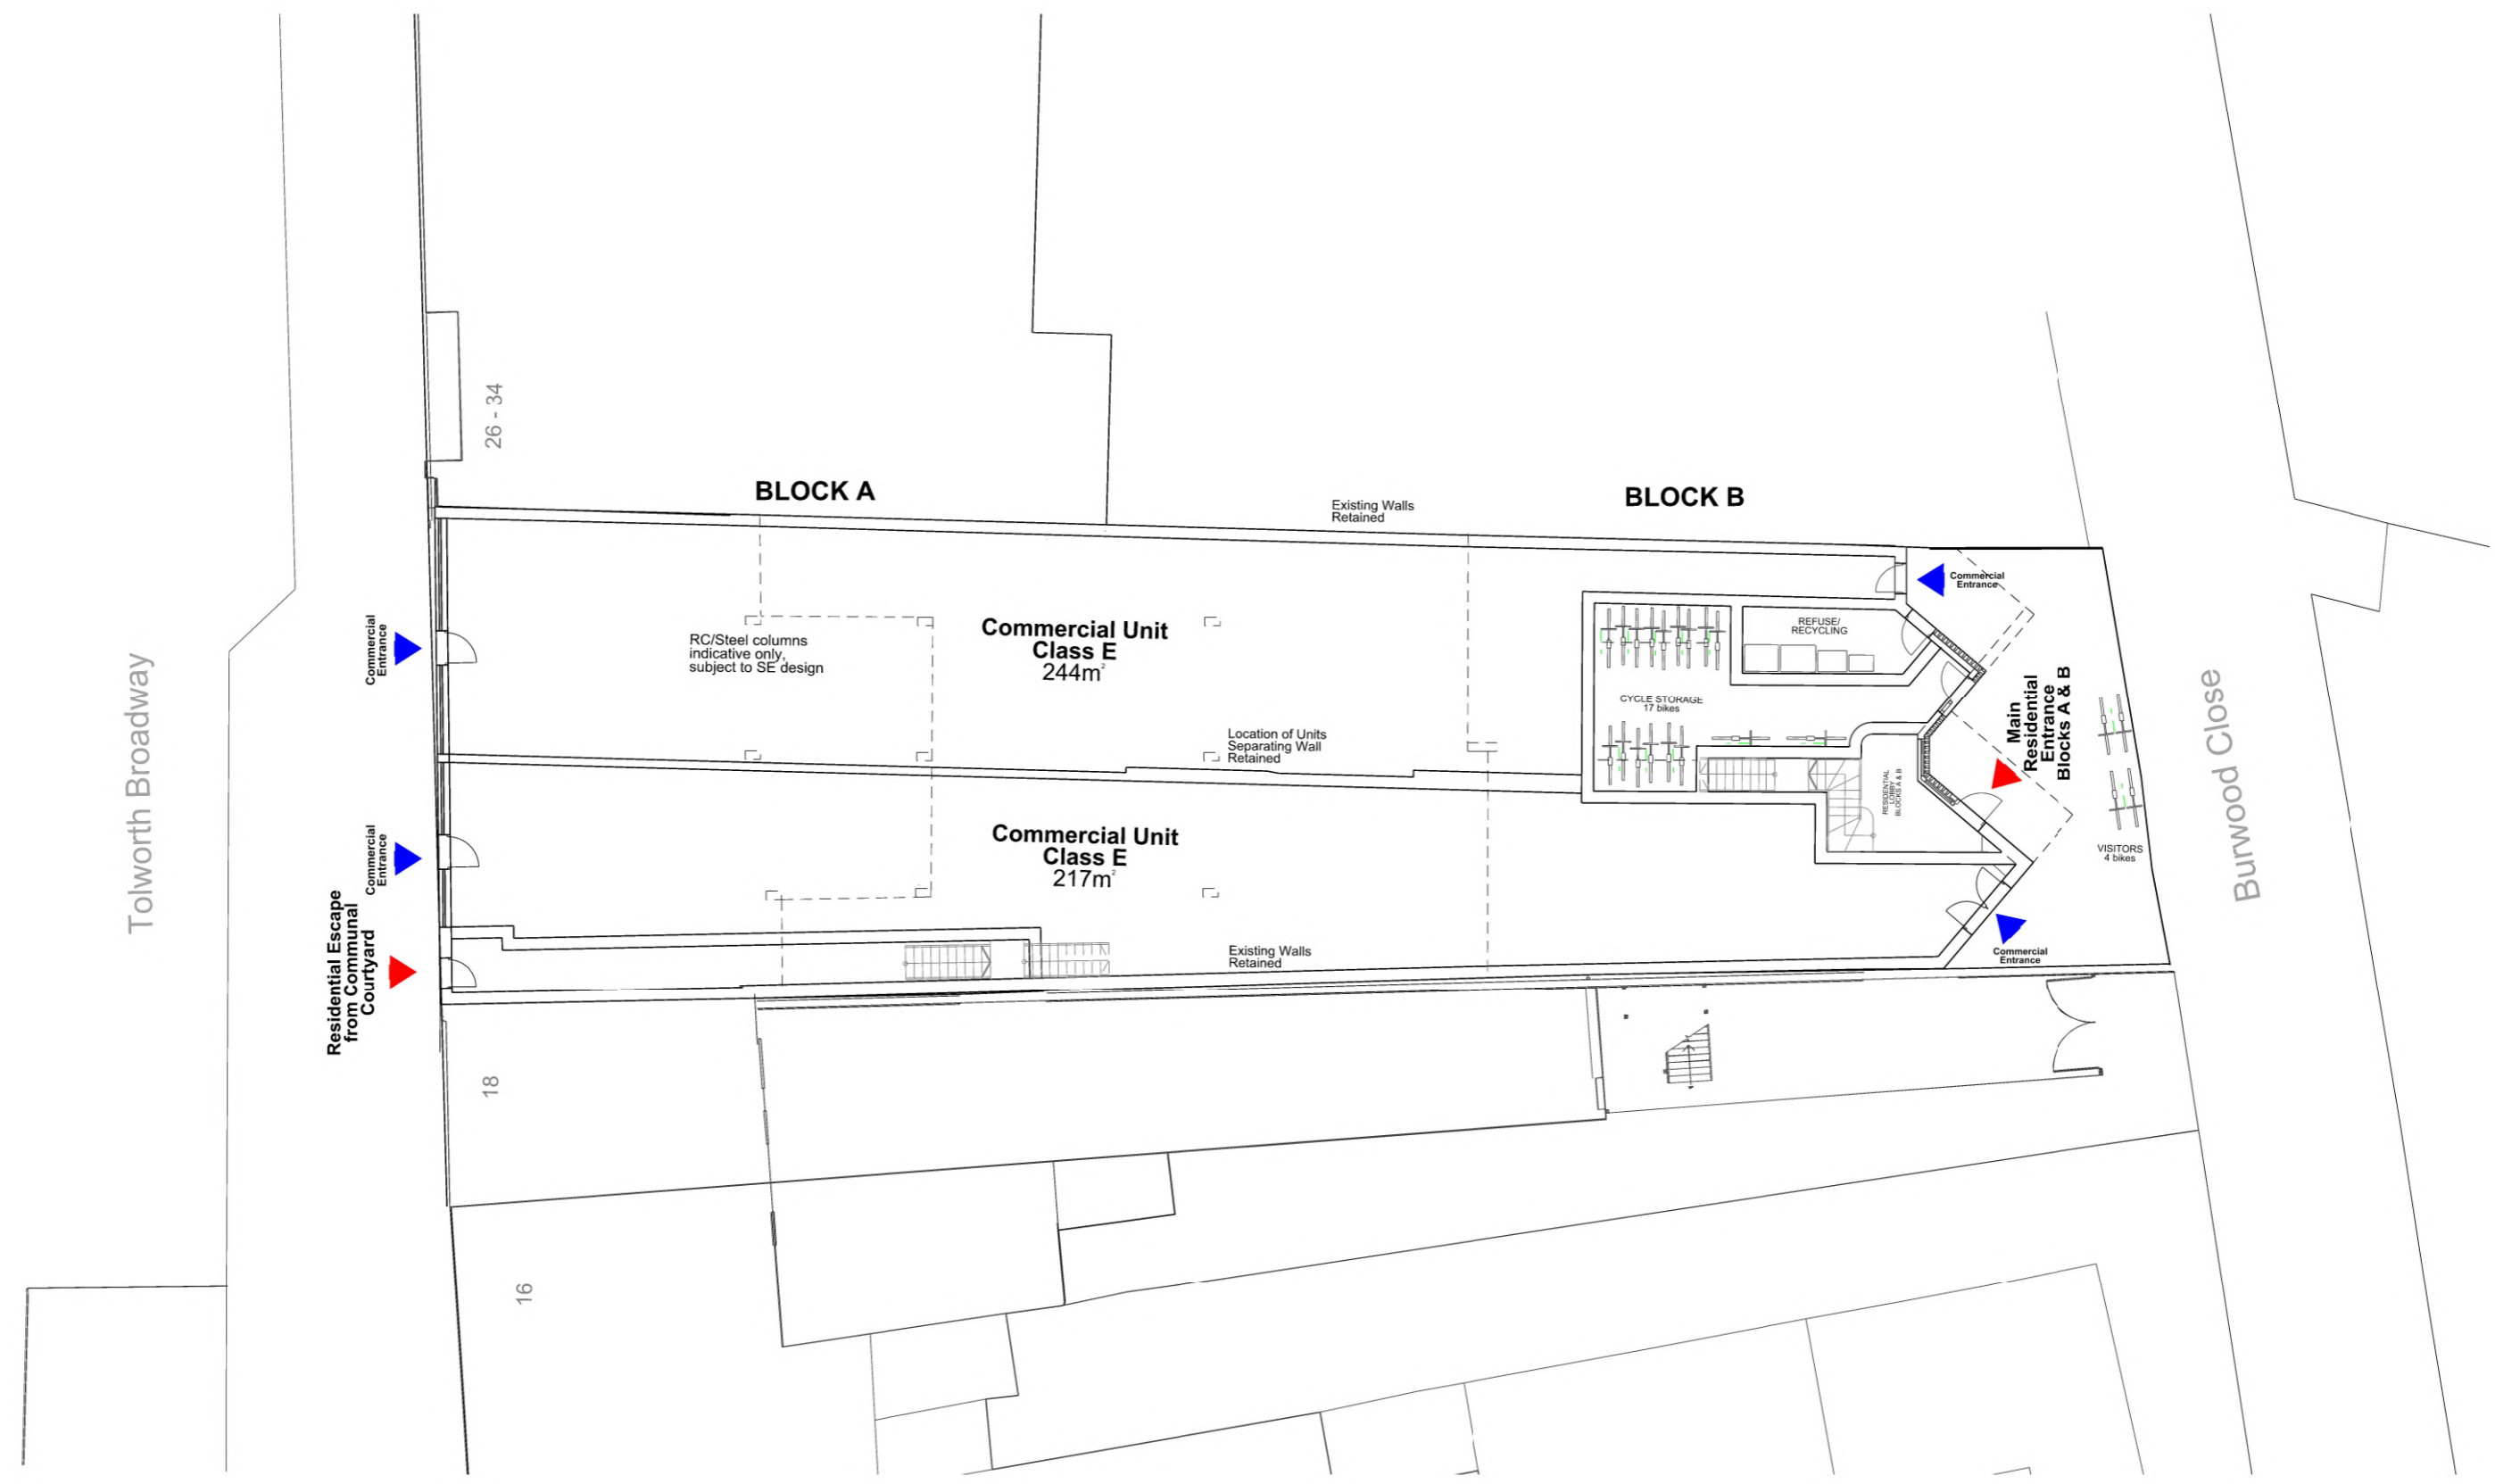 26 - 34
BLOCK A
BLOCK B
Existing Walls
Retained
Commercial
Entrance
Commercial
Entrance
RC/Steel columns
indicative only,
subject to SE design
Commercial Unit
Class E
244m²
REFUSE/
RECYCLING
CYCLE STORAGE
17 bikes
Main
Residential
Entrance
Blocks A & B
Tolworth Broadway
Burwood Close
Location of Units
Separating Wall
Retained
RESIDENTIAL
LOBBY
BLOCKS A & B
Commercial
Entrance
Commercial Unit
Class E
217m²
VISITORS
4 bikes
Residential Escape
from Communal
Courtyard
Existing Walls
Retained
Commercial
Entrance
18
16